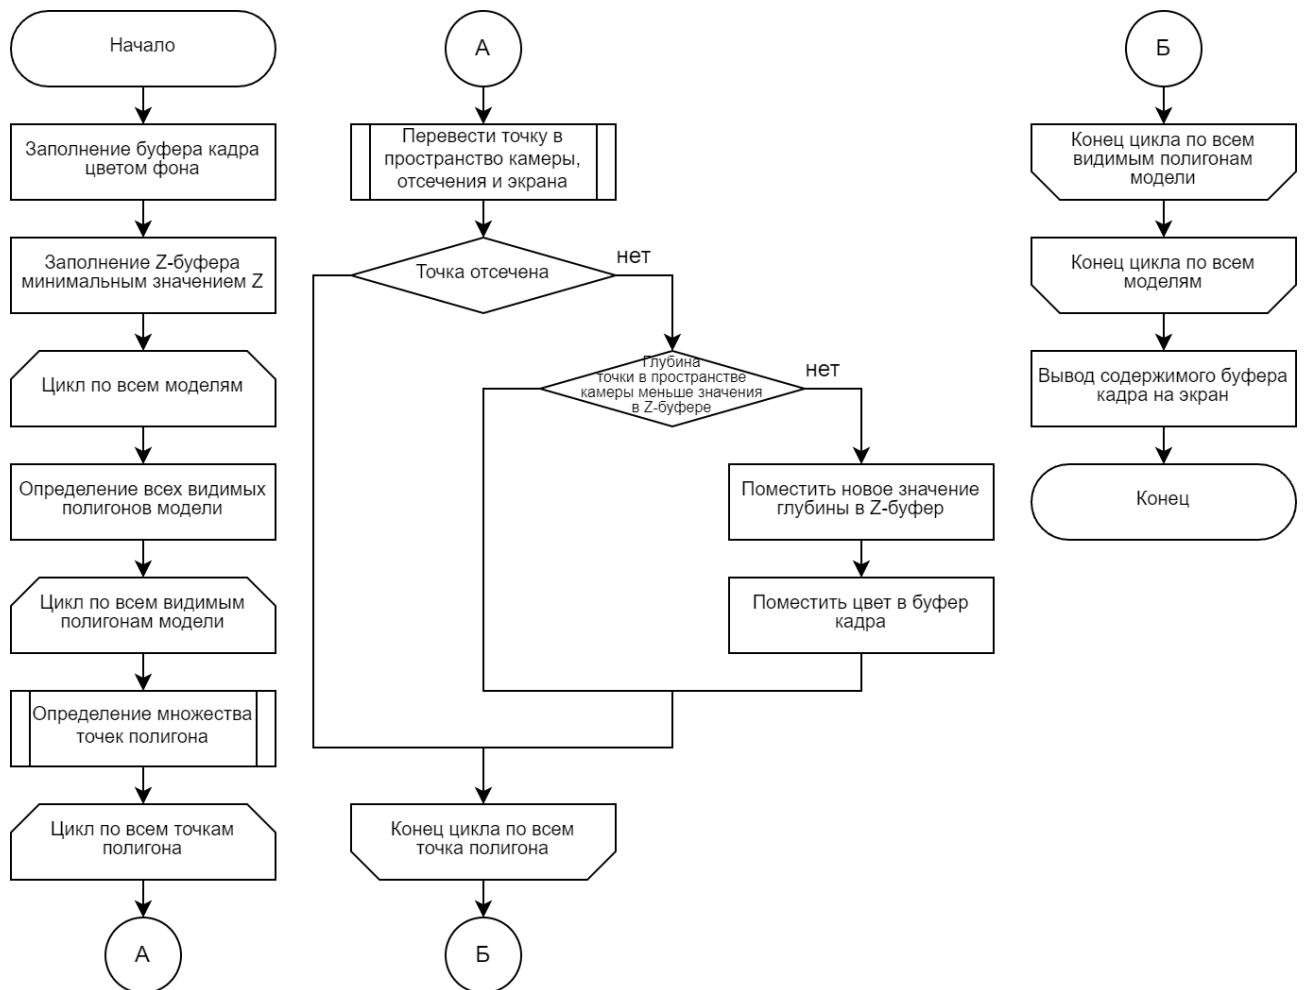 Начало
Заполнение буфера кадра
цветом фона
Заполнение Z-буфера
минимальным значением Z
Цикл по всем моделям
Определение всех видимых
полигонов модели
Цикл по всем видимым
полигонам модели
Определение множества
точек полигона
Цикл по всем точкам
полигона
А
А
Перевести точку в
пространство камеры,
отсечения и экрана
Точка отсечена
нет
Глубина
точки в пространстве
камеры меньше значения
в Z-буфере
нет
Поместить новое значение
глубины в Z-буфер
Поместить цвет в буфер
кадра
Конец цикла по всем
точка полигона
Б
Б
Конец цикла по всем
видимым полигонам
модели
Конец цикла по всем
моделям
Вывод содержимого буфера
кадра на экран
Конец